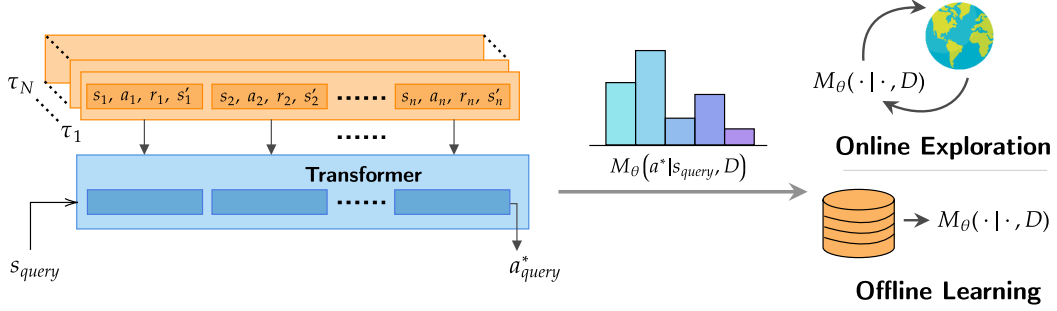 τ_N
τ_1
s_1, a_1, r_1, s'_1
s_2, a_2, r_2, s'_2
s_n, a_n, r_n, s'_n
Transformer
s_query
a*_query
M_θ(a*|s_query, D)
M_θ(·|·, D)
Online Exploration
M_θ(·|·, D)
Offline Learning